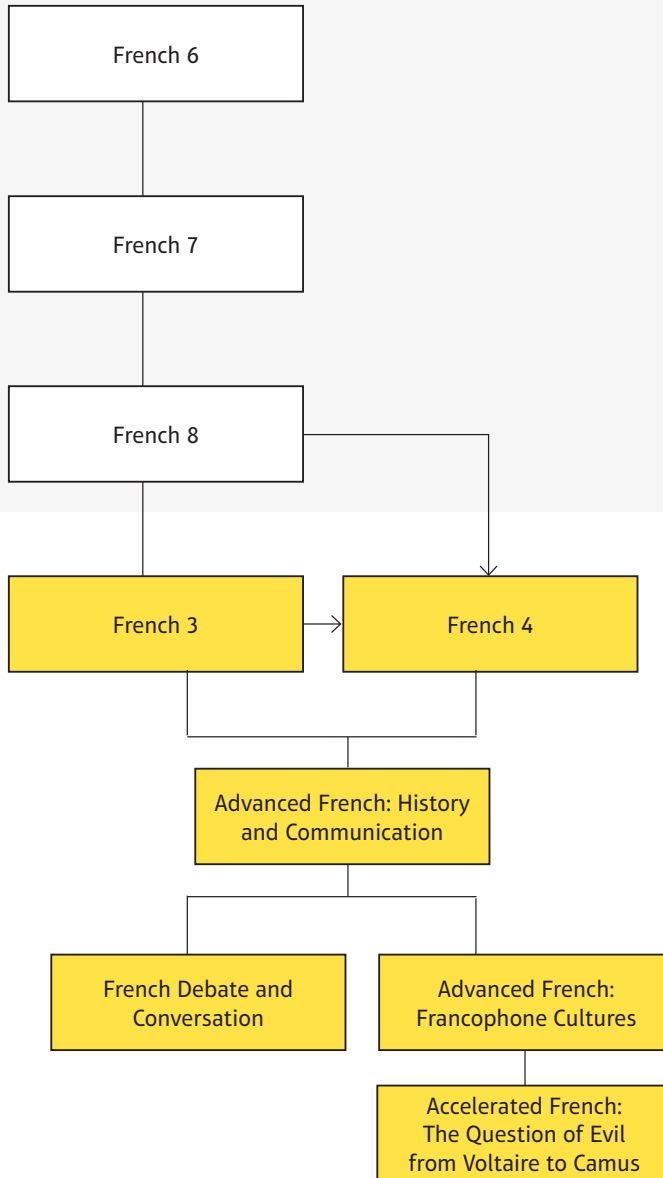 French 6
French 7
French 8
French 3
French 4
Advanced French: History
and Communication
French Debate and
Conversation
Advanced French:
Francophone Cultures
Accelerated French:
The Question of Evil
from Voltaire to Camus